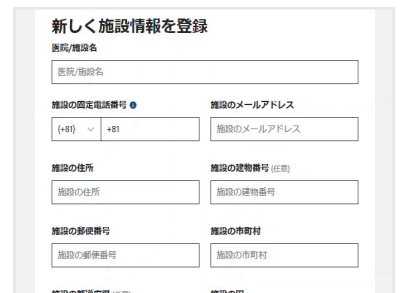 新しく施設情報を登録
医院/施設名
医院/施設名
施設の固定電話番号 施設のメールアドレス
(+81) +81 施設のメールアドレス
施設の住所 施設の建物番号 (任意)
施設の住所 施設の建物番号
施設の郵便番号 施設の市町村
施設の郵便番号 施設の市町村